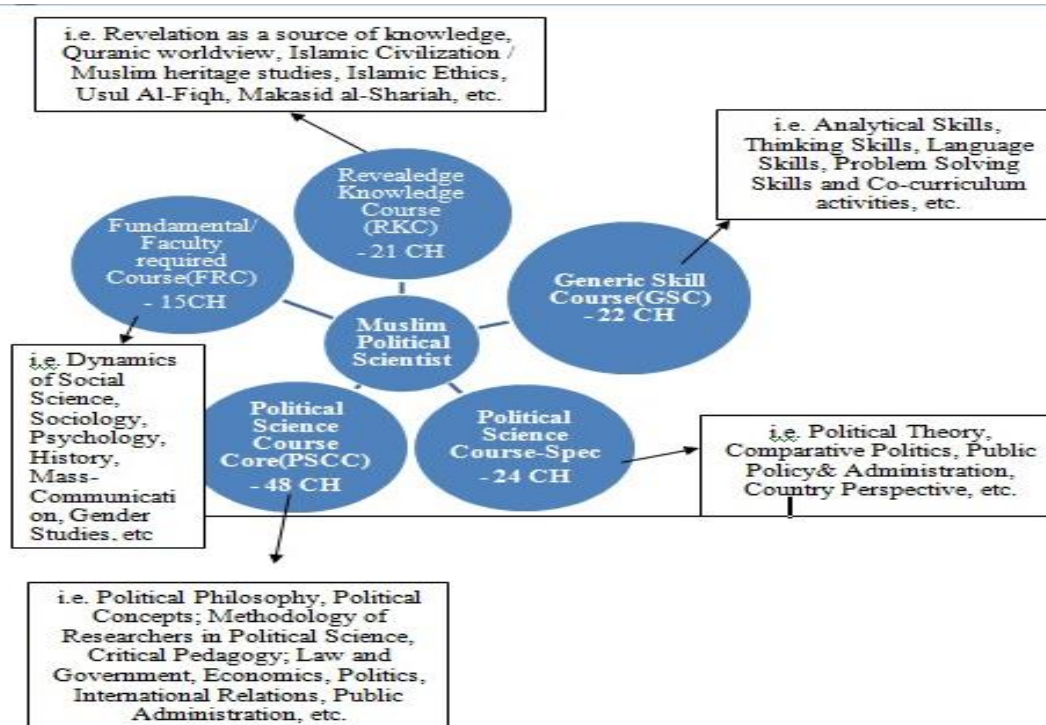 i.e. Revelation as a source of knowledge,
Quranic worldview, Islamic Civilization /
Muslim heritage studies, Islamic Ethics,
Usul Al-Fiqh, Makasid al-Shariah, etc.
i.e. Analytical Skills,
Thinking Skills, Language
Skills, Problem Solving
Skills and Co-curriculum
activities, etc.
Revealedge
Knowledge
Course
(RKC)
- 21 CH
Fundamental/
Faculty
required
Course(FRC)
- 15CH
Generic Skill
Course(GSC)
- 22 CH
Muslim
Political
Scientist
i.e. Dynamics
of Social
Science,
Sociology,
Psychology,
History,
Mass-
Communicati
on, Gender
Studies, etc
Political
Science
Course
Core(PSCC)
- 48 CH
Political
Science
Course-Spec
- 24 CH
i.e. Political Theory,
Comparative Politics, Public
Policy& Administration,
Country Perspective, etc.
i.e. Political Philosophy, Political
Concepts; Methodology of
Researchers in Political Science,
Critical Pedagogy; Law and
Government, Economics, Politics,
International Relations, Public
Administration, etc.